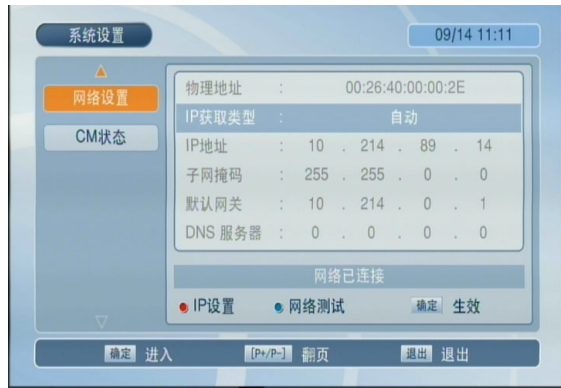 系统设置
09/14 11:11
网络设置
CM状态
物理地址 : 00:26:40:00:00:2E
IP获取类型 : 自动
IP地址 : 10 . 214 . 89 . 14
子网掩码 : 255 . 255 . 0 . 0
默认网关 : 10 . 214 . 0 . 1
DNS 服务器 : 0 . 0 . 0 . 0
网络已连接
IP设置 网络测试 确定 生效
确定 进入 [P+/P-] 翻页 退出 退出